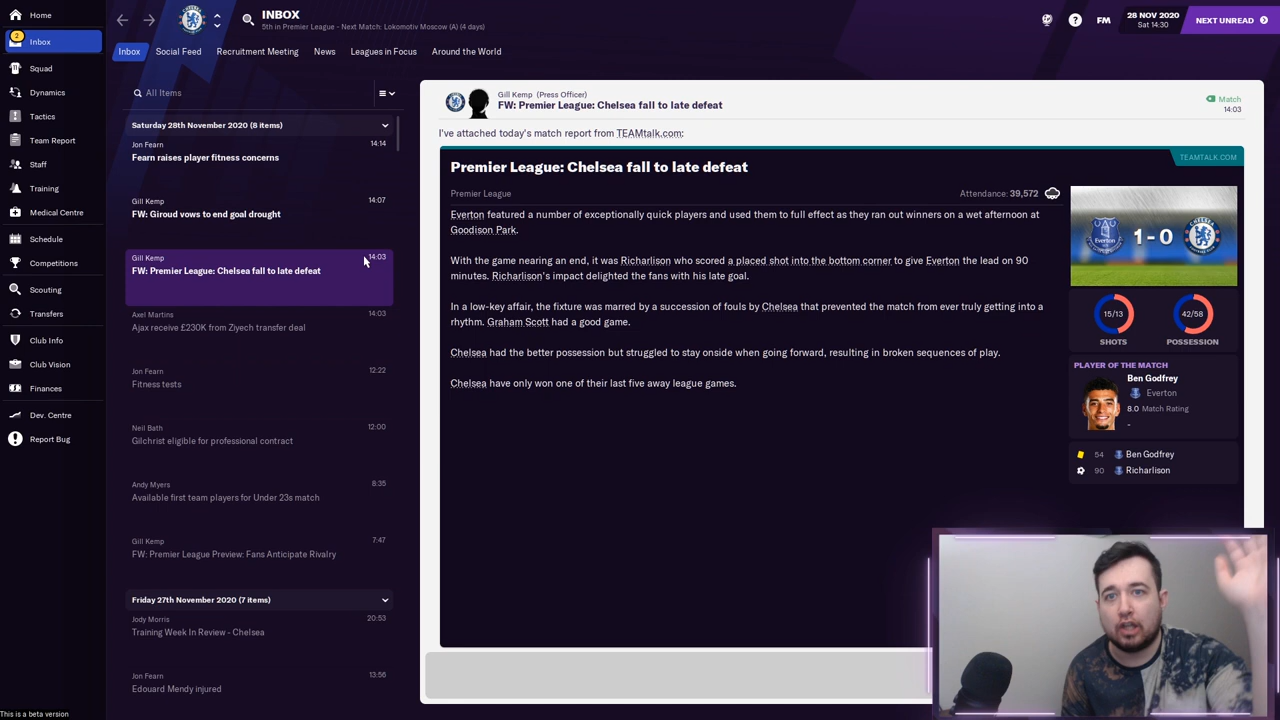 Home
INBOX
5th in Premier League - Next Match: Lokomotiv Moscow (A) (4 days)
FM
28 NOV 2020
Sat 14:30
NEXT UNREAD
2
Inbox
Squad
Dynamics
Tactics
Team Report
Staff
Training
Medical Centre
Schedule
Competitions
Scouting
Transfers
Club Info
Club Vision
Finances
Dev. Centre
Report Bug
This is a beta version
Inbox Social Feed Recruitment Meeting News Leagues in Focus Around the World
All Items
Saturday 28th November 2020 (8 items)
Jon Fearn 14:14
Fearn raises player fitness concerns
Gill Kemp 14:07
FW: Giroud vows to end goal drought
Gill Kemp 14:03
FW: Premier League: Chelsea fall to late defeat
Axel Martins 14:03
Ajax receive £230K from Ziyech transfer deal
Jon Fearn 12:22
Fitness tests
Neil Bath 12:00
Gilchrist eligible for professional contract
Andy Myers 8:35
Available first team players for Under 23s match
Gill Kemp 7:47
FW: Premier League Preview: Fans Anticipate Rivalry
Friday 27th November 2020 (7 items)
Jody Morris 20:53
Training Week In Review - Chelsea
Jon Fearn 13:56
Edouard Mendy injured
Gill Kemp (Press Officer)
FW: Premier League: Chelsea fall to late defeat
Match
14:03
I've attached today's match report from TEAMtalk.com:
Premier League: Chelsea fall to late defeat
TEAMTALK.COM
Premier League
Attendance: 39,572
Everton featured a number of exceptionally quick players and used them to full effect as they ran out winners on a wet afternoon at
Goodison Park.
With the game nearing an end, it was Richarlison who scored a placed shot into the bottom corner to give Everton the lead on 90
minutes. Richarlison's impact delighted the fans with his late goal.
In a low-key affair, the fixture was marred by a succession of fouls by Chelsea that prevented the match from ever truly getting into a
rhythm. Graham Scott had a good game.
Chelsea had the better possession but struggled to stay onside when going forward, resulting in broken sequences of play.
Chelsea have only won one of their last five away league games.
Everton
1 - 0
15/13
42/58
SHOTS
POSSESSION
PLAYER OF THE MATCH
Ben Godfrey
Everton
8.0 Match Rating
-
54 Ben Godfrey
90 Richarlison